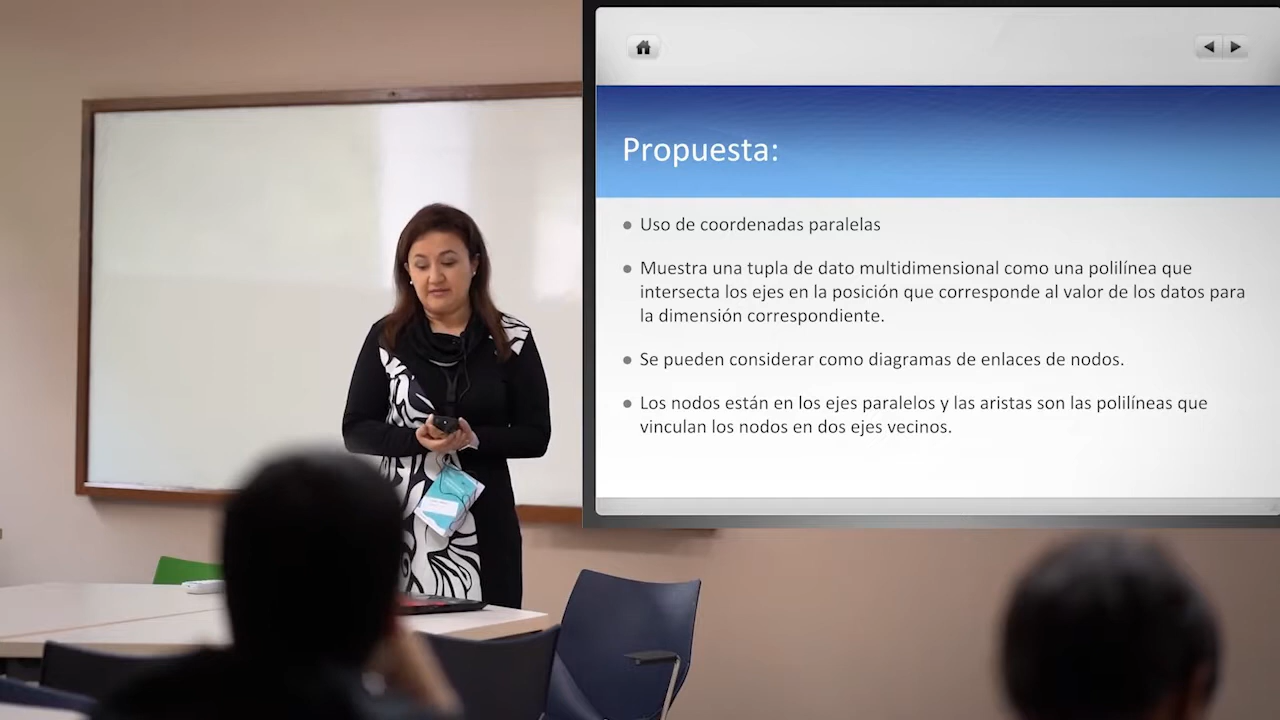 Propuesta:
Uso de coordenadas paralelas
Muestra una tupla de dato multidimensional como una polilínea que
intersecta los ejes en la posición que corresponde al valor de los datos para
la dimensión correspondiente.
Se pueden considerar como diagramas de enlaces de nodos.
Los nodos están en los ejes paralelos y las aristas son las polilíneas que
vinculan los nodos en dos ejes vecinos.